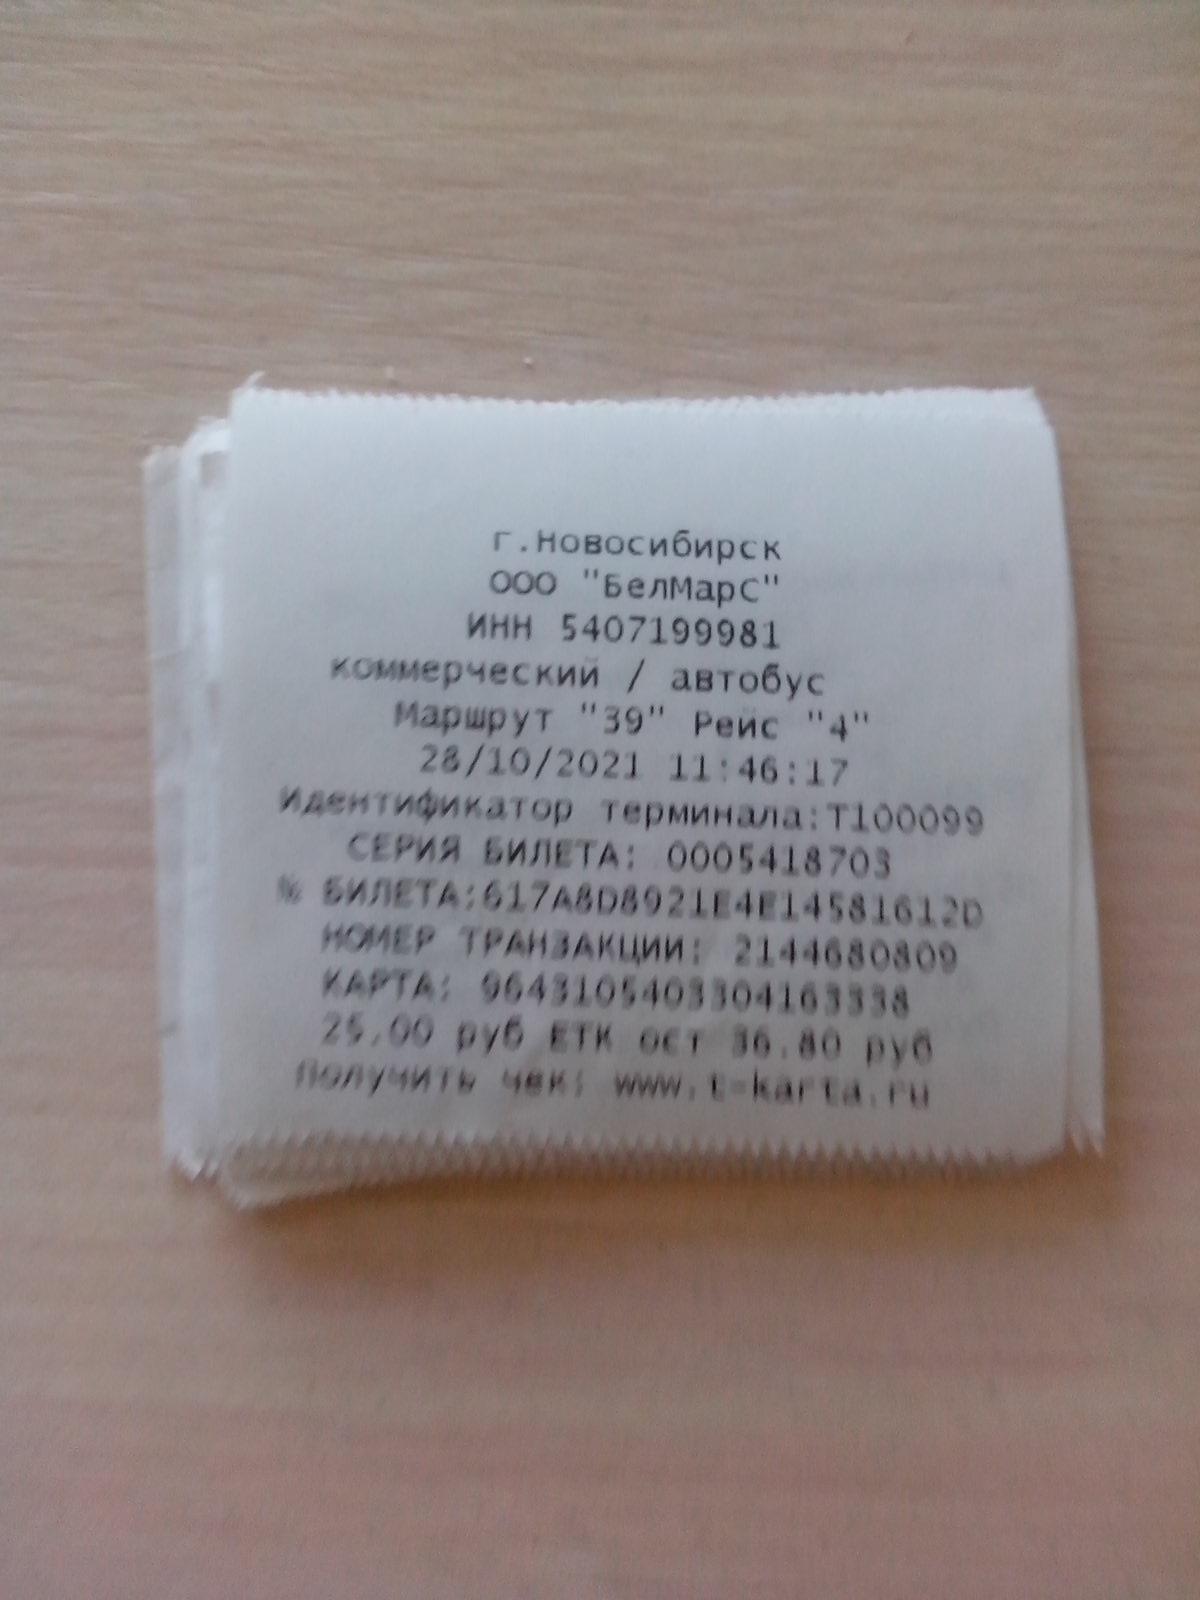 г.Новосибирск
ООО "БелМарС"
ИНН 5407199981
коммерческий / автобус
Маршрут "39" Рейс "4"
28/10/2021 11:46:17
Идентификатор терминала:T100099
СЕРИЯ БИЛЕТА: 0005418703
№ БИЛЕТА:617A8D8921E4E14581612D
НОМЕР ТРАНЗАКЦИИ: 2144680809
КАРТА: 9643105403304163338
25.00 руб ЕТК ост 36.80 руб
Получить чек: www.t-karta.ru